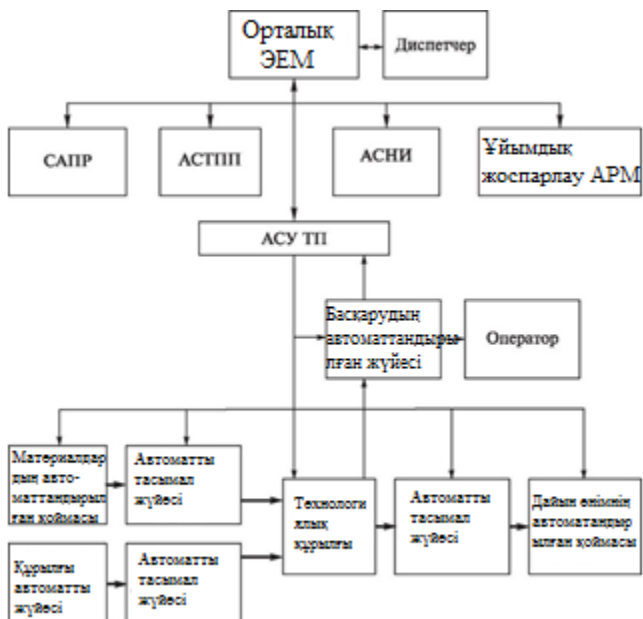 Орталық
ЭЕМ
Диспетчер
САПР
АСТПП
АСНИ
Ұйымдық
жоспарлау АРМ
АСУ ТП
Басқарудың
автоматтандыры
лған жүйесі
Оператор
Материалдар
дың авто-
маттандырыл
ған қоймасы
Автоматты
тасымал
жүйесі
Технологи
ялық
құрылғы
Автоматты
тасымал
жүйесі
Дайын өнімнің
автоматандыр
ылған қоймасы
Құрылғы
автоматты
жүйесі
Автоматты
тасымал
жүйесі